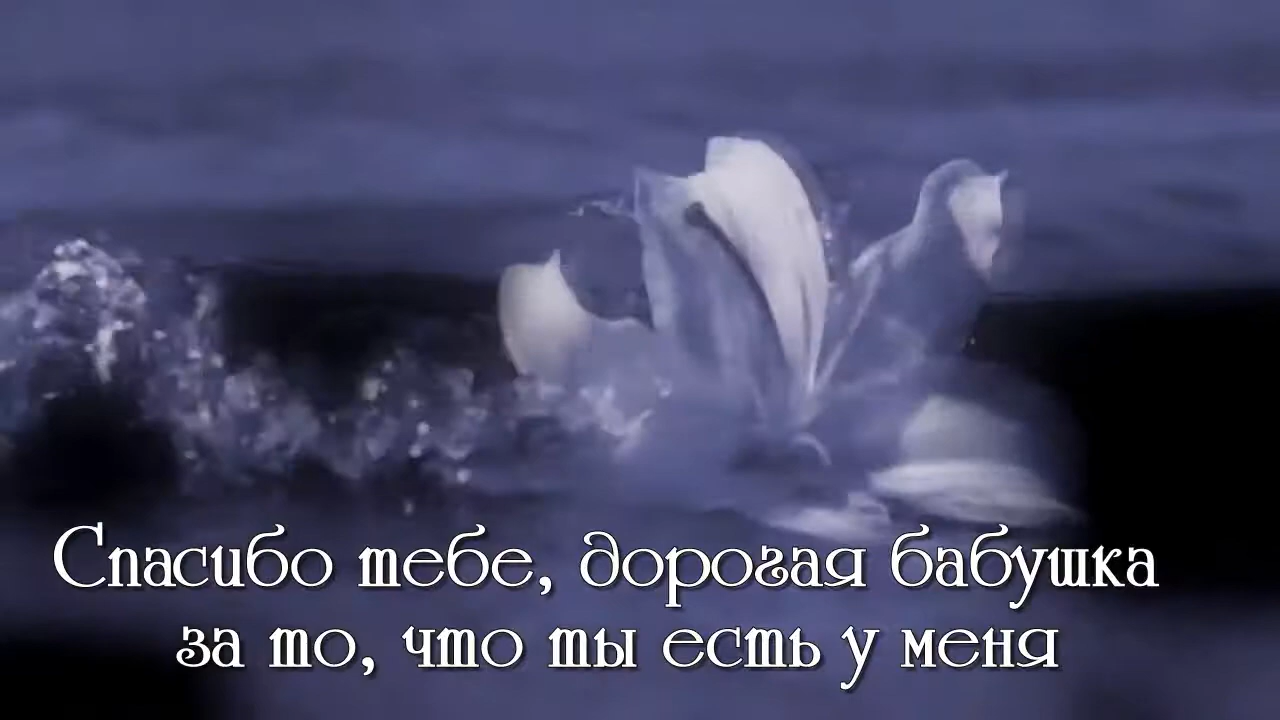 Спасибо тебе, дорогая бабушка
за то, что ты есть у меня